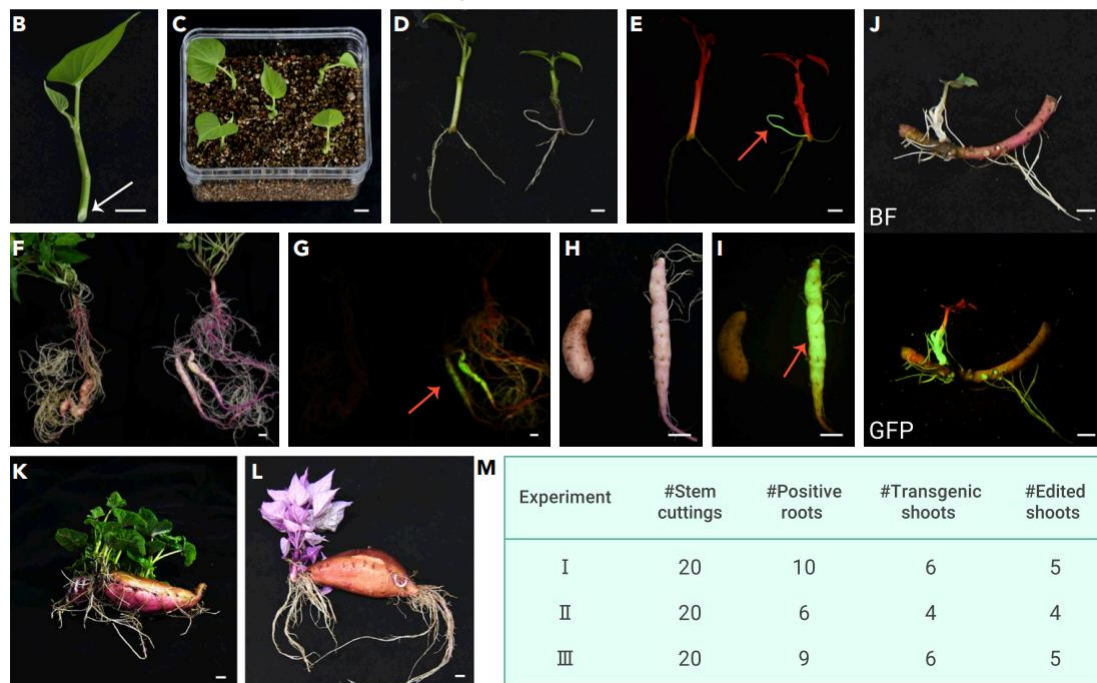 B
C
D
E
J
BF
F
G
H
I
GFP
K
L
M
Experiment #Stem cuttings #Positive roots #Transgenic shoots #Edited shoots
I 20 10 6 5
II 20 6 4 4
III 20 9 6 5